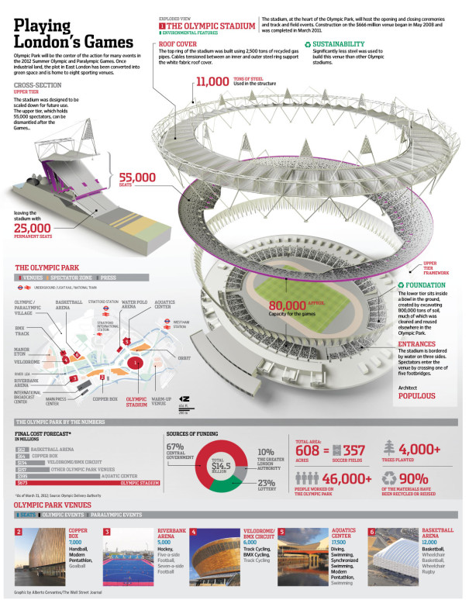 Playing
London's Games
Olympic Park will be the center of the action for many events in
the 2012 Summer Olympic and Paralympic Games. Once
industrial land, the plot in East London has been converted into
green space and is home to eight sporting venues.
EXPLODED VIEW
1 THE OLYMPIC STADIUM
ENVIRONMENTAL FEATURES
The stadium, at the heart of the Olympic Park, will host the opening and closing ceremonies
and track and field events. Construction on the $666 million venue began in May 2008 and
was completed in March 2011.
ROOF COVER
The top ring of the stadium was built using 2,500 tons of recycled gas
pipes. Cables tensioned between an inner and outer steel ring support
the white fabric roof cover.
SUSTAINABILITY
Significantly less steel was used to
build this venue than other Olympic
stadiums.
11,000 TONS OF STEEL
Used in the structure
CROSS-SECTION
UPPER TIER
The stadium was designed to be
scaled down for future use.
The upper tier, which holds
55,000 spectators, can be
dismantled after the
Games...
55,000
SEATS
leaving the
stadium with
25,000
PERMANENT SEATS
80,000 APPROX.
Capacity for the games
UPPER
TIER
FRAMEWORK
FOUNDATION
The lower tier sits inside
a bowl in the ground,
created by excavating
800,000 tons of soil,
much of which was
cleaned and reused
elsewhere in the
Olympic Park.
ENTRANCES
The stadium is bordered
by water on three sides.
Spectators enter the
venue by crossing one of
five footbridges.
Architect
POPULOUS
THE OLYMPIC PARK
VENUES SPECTATOR ZONE PRESS
UNDERGROUND
OLYMPIC/
PARALYMPIC
VILLAGE
BASKETBALL
ARENA
STRATFORD STATION
STRATFORD
INTERNATIONAL
STATION
WATER POLO
ARENA
AQUATICS
CENTER
WEST HAM
STATION
BMX
TRACK
MANOR
ETON
VELODROME
RIVERBANK
ARENA
INTERNATIONAL
BROADCAST
CENTER
MAIN PRESS
CENTER
COPPER BOX
OLYMPIC
STADIUM
WARM-UP
VENUE
ORBIT
THE OLYMPIC PARK BY THE NUMBERS
FINAL COST FORECAST*
IN MILLIONS
COPPER BOX
BASKETBALL ARENA
VELODROME/BMX CIRCUIT
OTHER OLYMPIC PARK VENUES
AQUATIC CENTER
OLYMPIC STADIUM
*As of March 31, 2012; Source: Olympic Delivery Authority
SOURCES OF FUNDING
67%
CENTRAL
GOVERNMENT
TOTAL
$14.5
BILLION
10%
THE GREATER
LONDON
AUTHORITY
23%
LOTTERY
TOTAL AREA:
608 = 357
ACRES SOCCER FIELDS
46,000+
PEOPLE WORKED ON
THE OLYMPIC PARK
4,000+
TREES PLANTED
90%
OF THE MATERIALS HAVE
BEEN RECYCLED OR REUSED
OLYMPIC PARK VENUES
SEATS OLYMPIC EVENTS PARALYMPIC EVENTS
2
COPPER
BOX
7,000
Handball,
Modern
Pentathlon,
Goalball
3
RIVERBANK
ARENA
5,000
Hockey,
Five-a-side
Football,
Seven-a-side
Football
4
VELODROME/
BMX CIRCUIT
6,000
Track Cycling,
BMX Cycling,
Track Cycling
5
AQUATICS
CENTER
17,500
Diving,
Swimming,
Synchronized
Swimming,
Modern
Pentathlon,
Swimming
6
BASKETBALL
ARENA
12,000
Basketball,
Wheelchair
Basketball,
Wheelchair
Rugby
Graphic by Alberto Cervantes/The Wall Street Journal